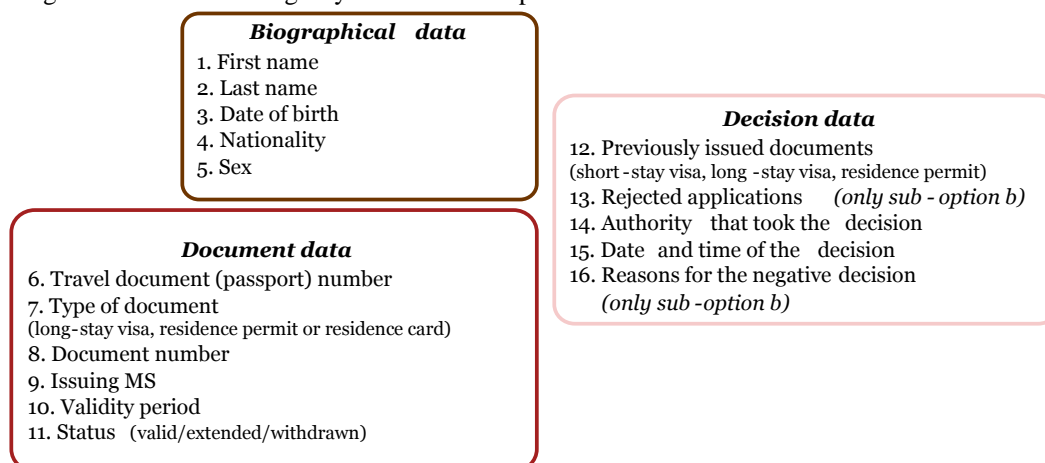 Biographical data
1. First name
2. Last name
3. Date of birth
4. Nationality
5. Sex
Document data
6. Travel document (passport) number
7. Type of document
(long-stay visa, residence permit or residence card)
8. Document number
9. Issuing MS
10. Validity period
11. Status (valid/extended/withdrawn)
Decision data
12. Previously issued documents
(short-stay visa, long-stay visa, residence permit)
13. Rejected applications (only sub-option b)
14. Authority that took the decision
15. Date and time of the decision
16. Reasons for the negative decision
(only sub-option b)